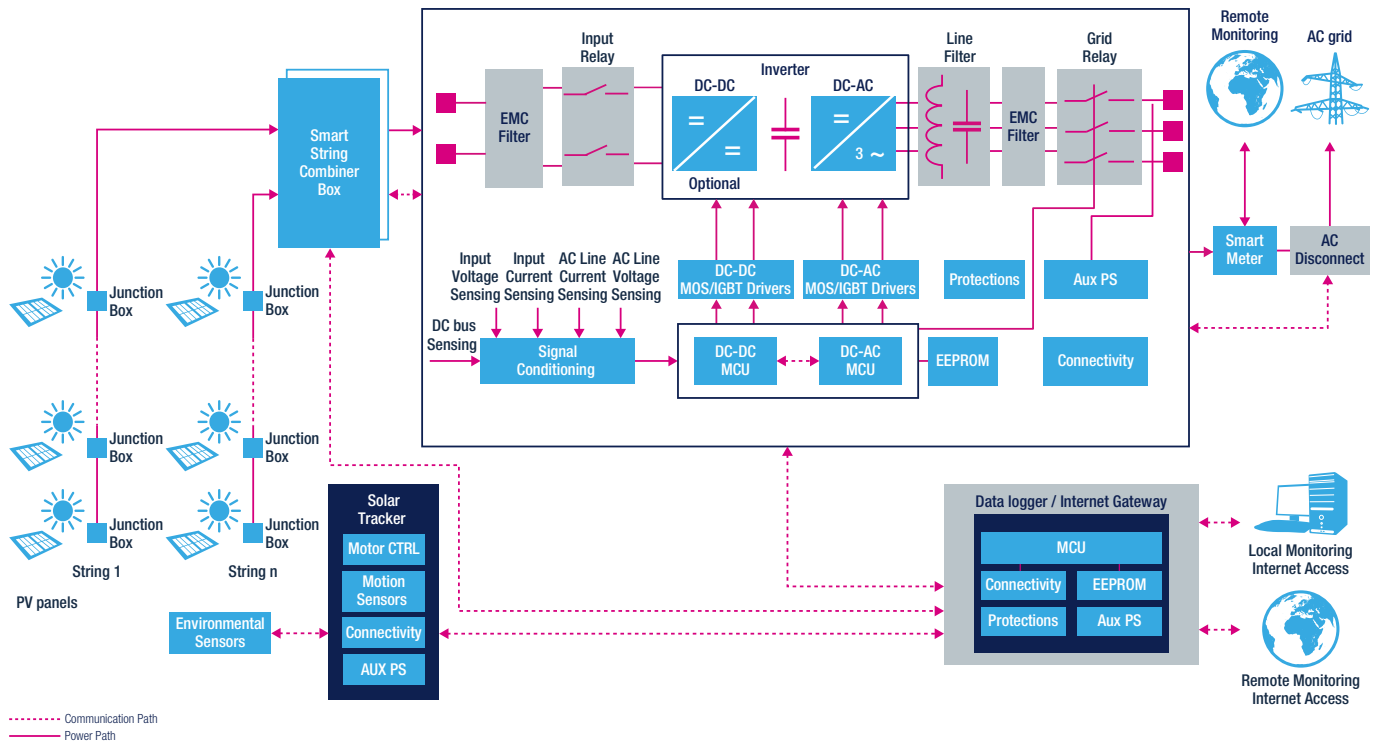 Remote
Monitoring
AC grid
Input
Relay
Line
Filter
Grid
Relay
Inverter
DC-DC
DC-AC
EMC
Filter
EMC
Filter
Smart
String
Combiner
Box
=
=
=
3 ~
Optional
Smart
Meter
AC
Disconnect
Input
Voltage
Sensing
Input
Current
Sensing
AC Line
Current
Sensing
AC Line
Voltage
Sensing
DC-DC
MOS/IGBT Drivers
DC-AC
MOS/IGBT Drivers
Protections
Aux PS
Junction
Box
Junction
Box
DC bus
Sensing
Signal
Conditioning
DC-DC
MCU
DC-AC
MCU
EEPROM
Connectivity
Junction
Box
Junction
Box
Junction
Box
Junction
Box
String 1
String n
PV panels
Solar
Tracker
Motor CTRL
Motion
Sensors
Connectivity
AUX PS
Environmental
Sensors
Data logger / Internet Gateway
MCU
Connectivity
EEPROM
Protections
Aux PS
Local Monitoring
Internet Access
Remote Monitoring
Internet Access
Communication Path
Power Path